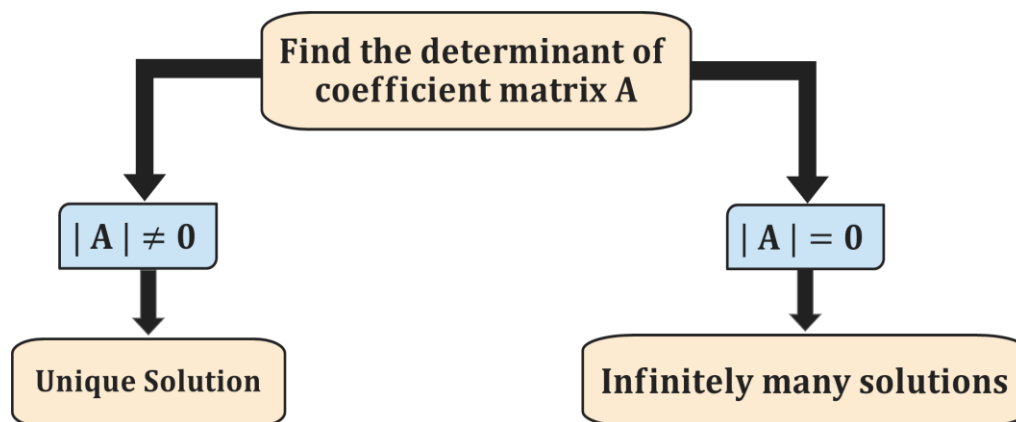 Find the determinant of
coefficient matrix A
| A | ≠ 0
| A | = 0
Unique Solution
Infinitely many solutions